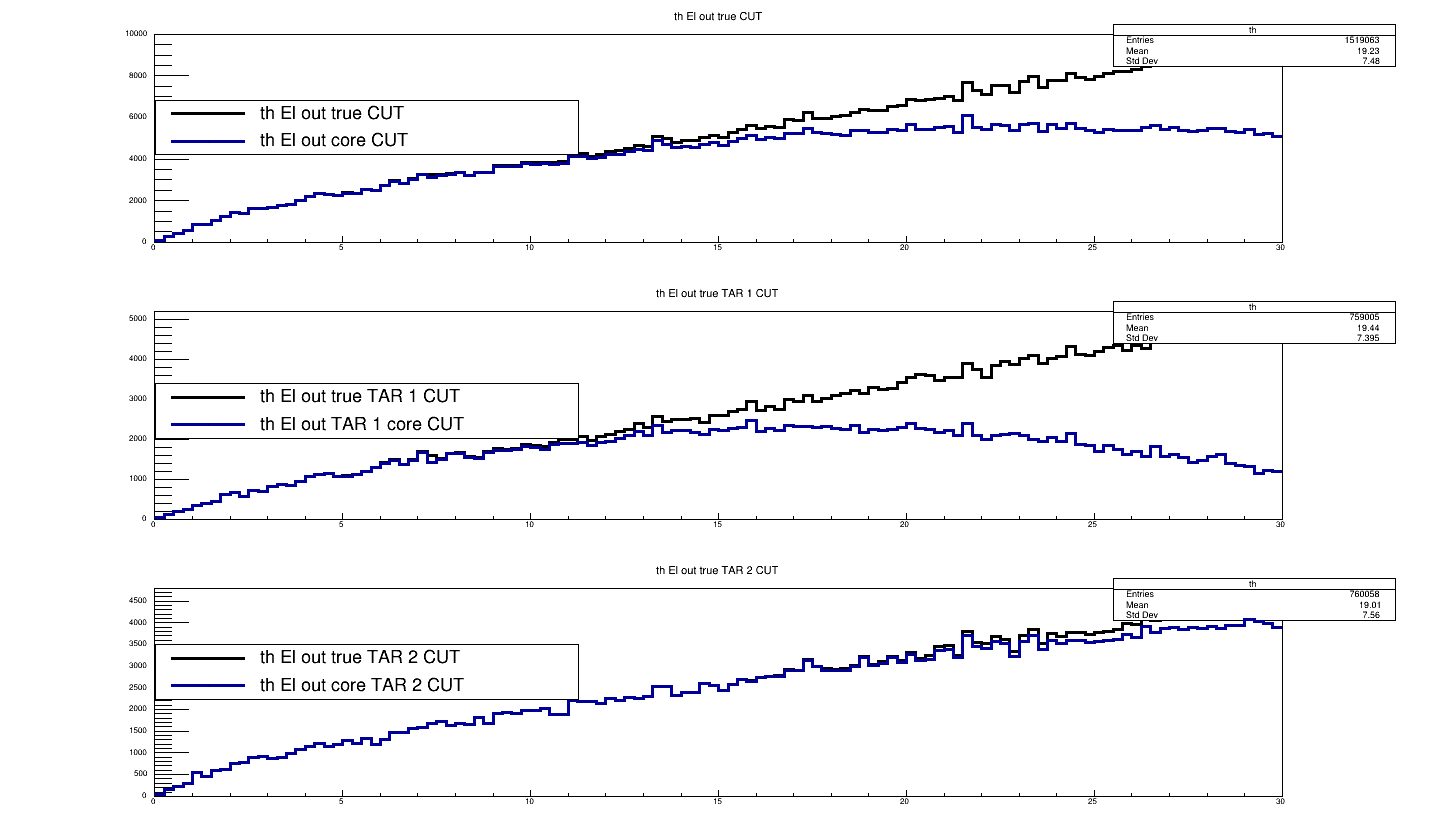 th El out true CUT
th
Entries 1519063
Mean 19.23
Std Dev 7.48
10000
8000
6000
4000
2000
0
th El out true CUT
th El out core CUT
0 5 10 15 20 25 30
th El out true TAR 1 CUT
th
Entries 759005
Mean 19.44
Std Dev 7.395
5000
4000
3000
2000
1000
0
th El out true TAR 1 CUT
th El out TAR 1 core CUT
0 5 10 15 20 25 30
th El out true TAR 2 CUT
th
Entries 760058
Mean 19.01
Std Dev 7.56
4500
4000
3500
3000
2500
2000
1500
1000
500
0
th El out true TAR 2 CUT
th El out core TAR 2 CUT
0 5 10 15 20 25 30